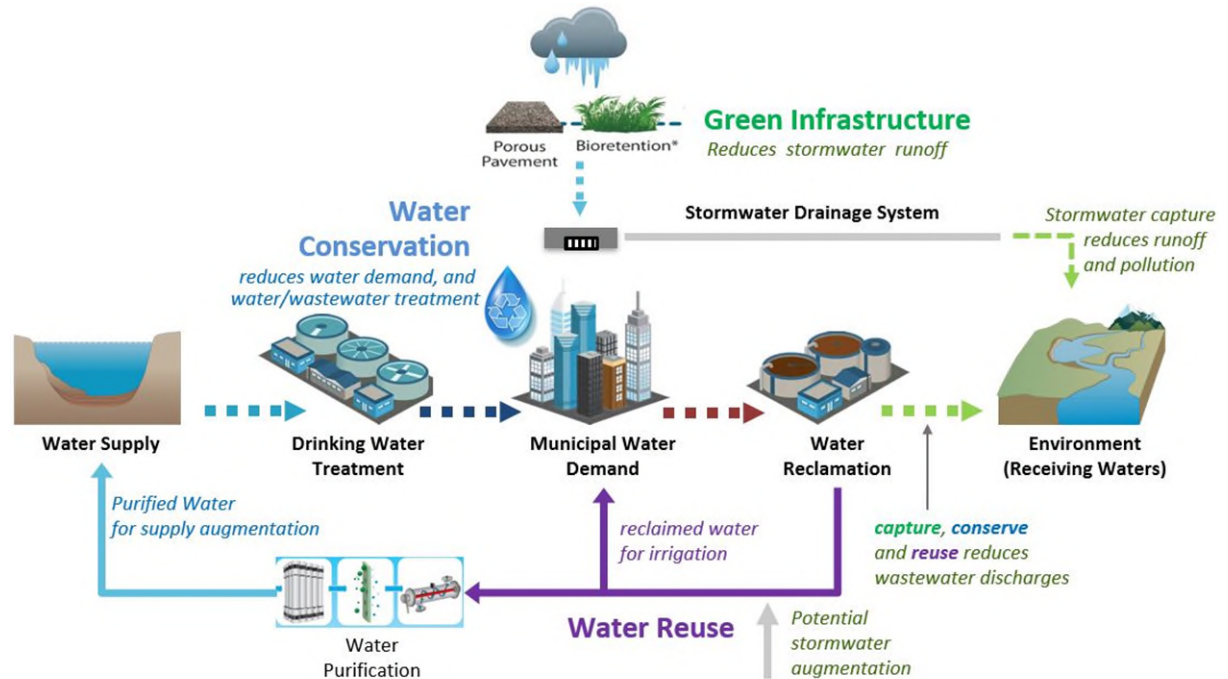 Porous
Pavement
Bioretention*
Green Infrastructure
Reduces stormwater runoff
Water
Conservation
reduces water demand, and
water/wastewater treatment
Stormwater Drainage System
Stormwater capture
reduces runoff
and pollution
Water Supply
Drinking Water
Treatment
Municipal Water
Demand
Water
Reclamation
Environment
(Receiving Waters)
Purified Water
for supply augmentation
reclaimed water
for irrigation
capture, conserve
and reuse reduces
wastewater discharges
Water Reuse
Water
Purification
Potential
stormwater
augmentation